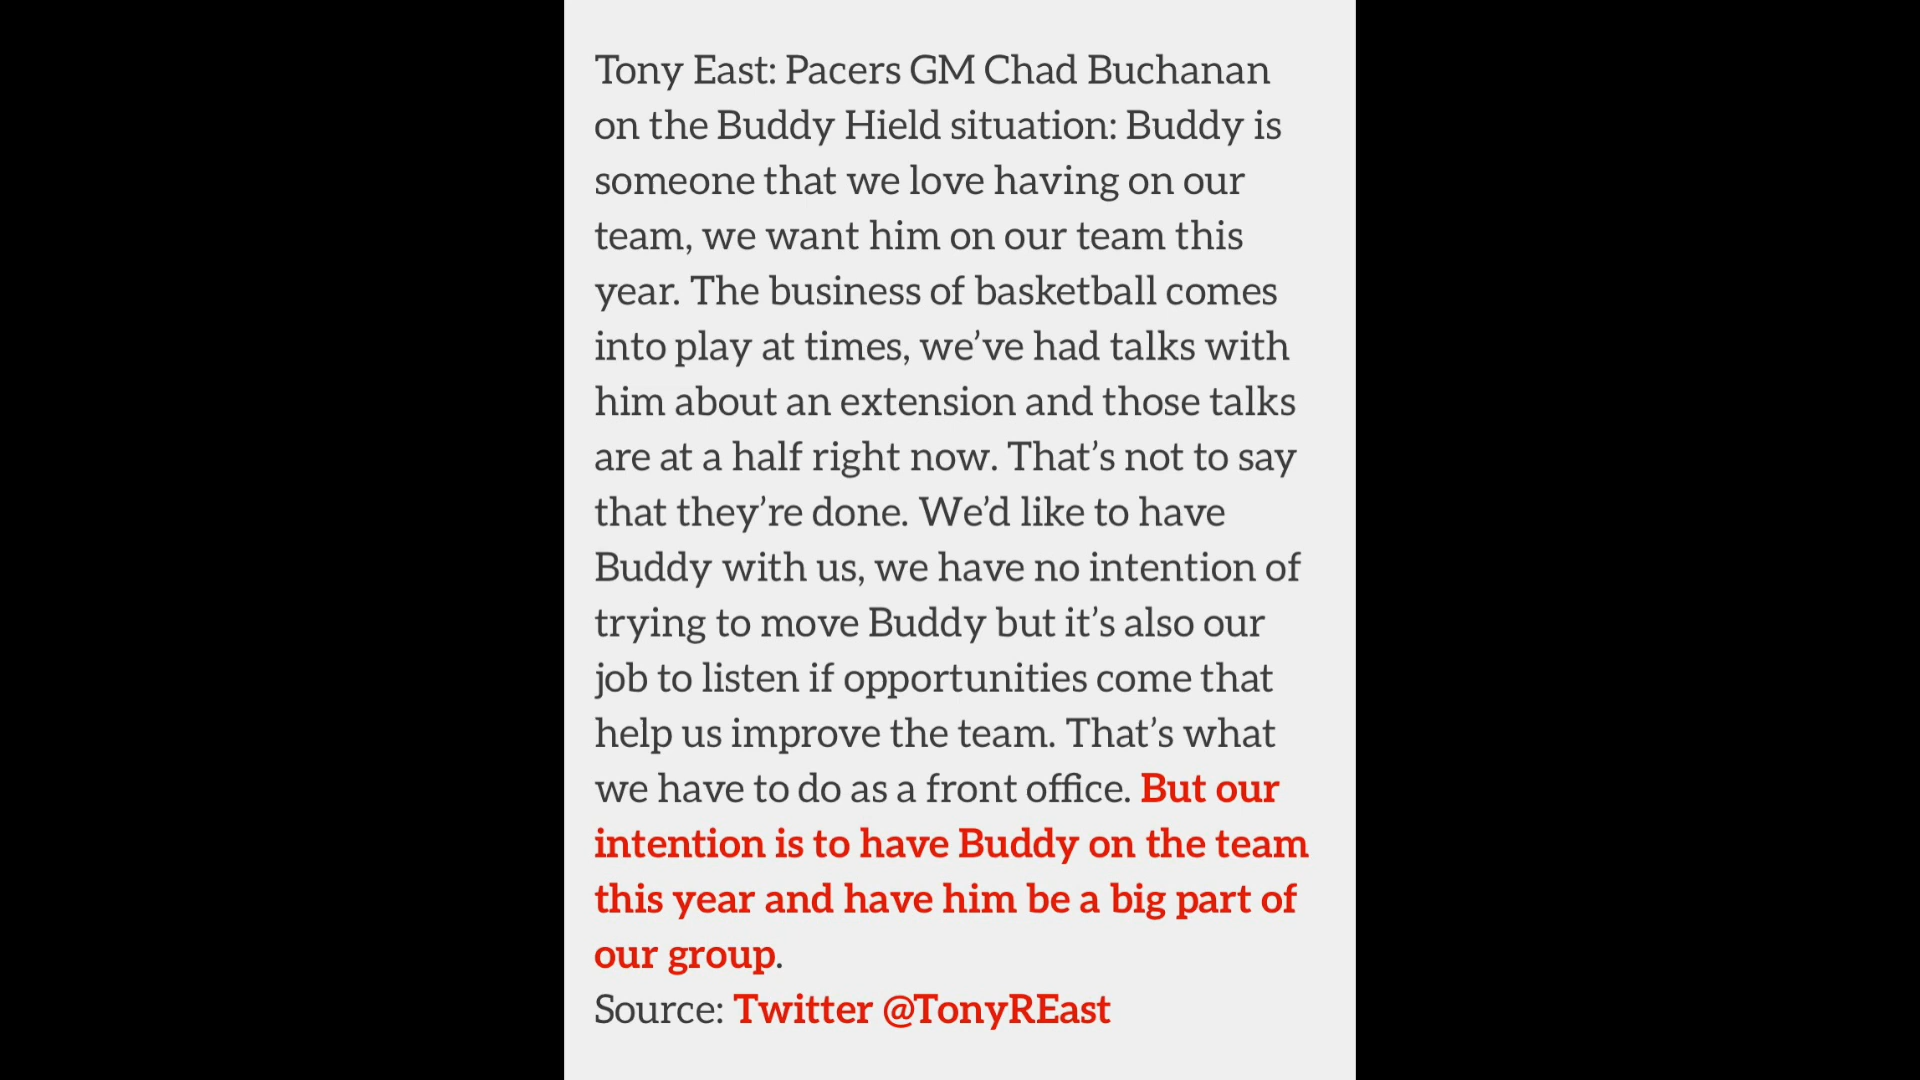 Tony East: Pacers GM Chad Buchanan
on the Buddy Hield situation: Buddy is
someone that we love having on our
team, we want him on our team this
year. The business of basketball comes
into play at times, we’ve had talks with
him about an extension and those talks
are at a half right now. That’s not to say
that they’re done. We’d like to have
Buddy with us, we have no intention of
trying to move Buddy but it’s also our
job to listen if opportunities come that
help us improve the team. That’s what
we have to do as a front office. But our
intention is to have Buddy on the team
this year and have him be a big part of
our group.
Source: Twitter @TonyREast